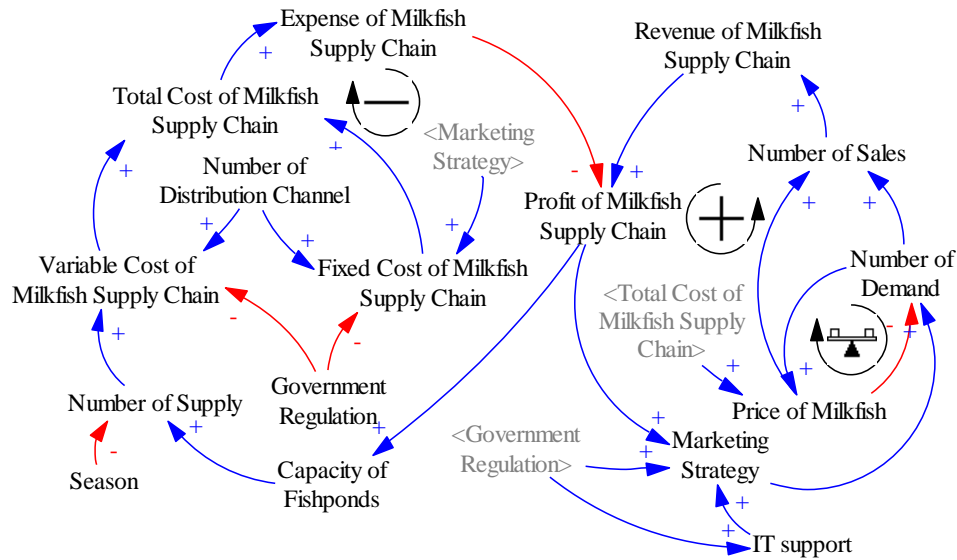 Expense of Milkfish
Supply Chain
Revenue of Milkfish
Supply Chain
+
+
Total Cost of Milkfish
Supply Chain
<Marketing
Strategy>
Number of Sales
+
+
Number of
Distribution Channel
-
+
Profit of Milkfish
Supply Chain
+
+
+
+
+
Variable Cost of
Milkfish Supply Chain
Fixed Cost of Milkfish
Supply Chain
Number of
Demand
<Total Cost of
Milkfish Supply
Chain>
-
-
-
+
+
+
+
Number of Supply
Government
Regulation
Price of Milkfish
+
+
+
<Government
Regulation>
Marketing
Strategy
-
+
Season
Capacity of
Fishponds
+
+
IT support